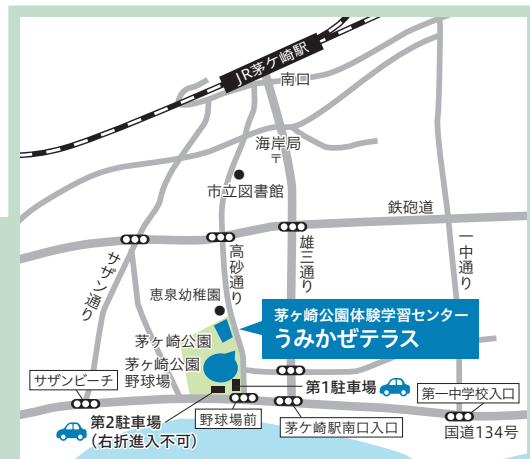 JR茅ケ崎駅
南口
海岸局
〒
市立図書館
鉄砲道
サザン通り
高砂通り
雄三通り
一中通り
恵泉幼稚園
茅ヶ崎公園体験学習センター
うみかぜテラス
茅ヶ崎公園
茅ヶ崎公園
野球場
サザンビーチ
第1駐車場
第一中学校入口
第2駐車場
(右折進入不可)
野球場前
茅ケ崎駅南口入口
国道134号